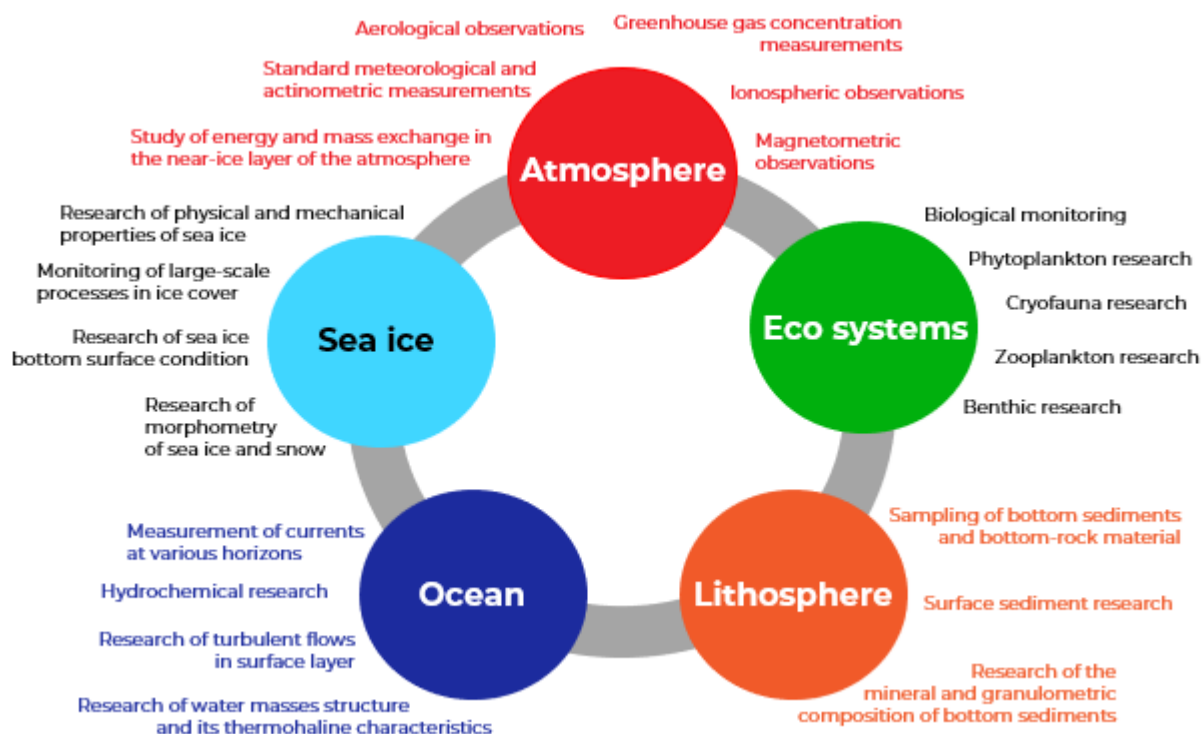 Aerological observations
Greenhouse gas concentration
measurements
Standard meteorological and
actinometric measurements
Ionospheric observations
Study of energy and mass exchange in
the near-ice layer of the atmosphere
Magnetometric
observations
Atmosphere
Research of physical and mechanical
properties of sea ice
Monitoring of large-scale
processes in ice cover
Research of sea ice
bottom surface condition
Research of
morphometry
of sea ice and snow
Sea ice
Biological monitoring
Phytoplankton research
Cryofauna research
Zooplankton research
Benthic research
Eco systems
Measurement of currents
at various horizons
Hydrochemical research
Research of turbulent flows
in surface layer
Research of water masses structure
and its thermohaline characteristics
Ocean
Lithosphere
Sampling of bottom sediments
and bottom-rock material
Surface sediment research
Research of the
mineral and granulometric
composition of bottom sediments